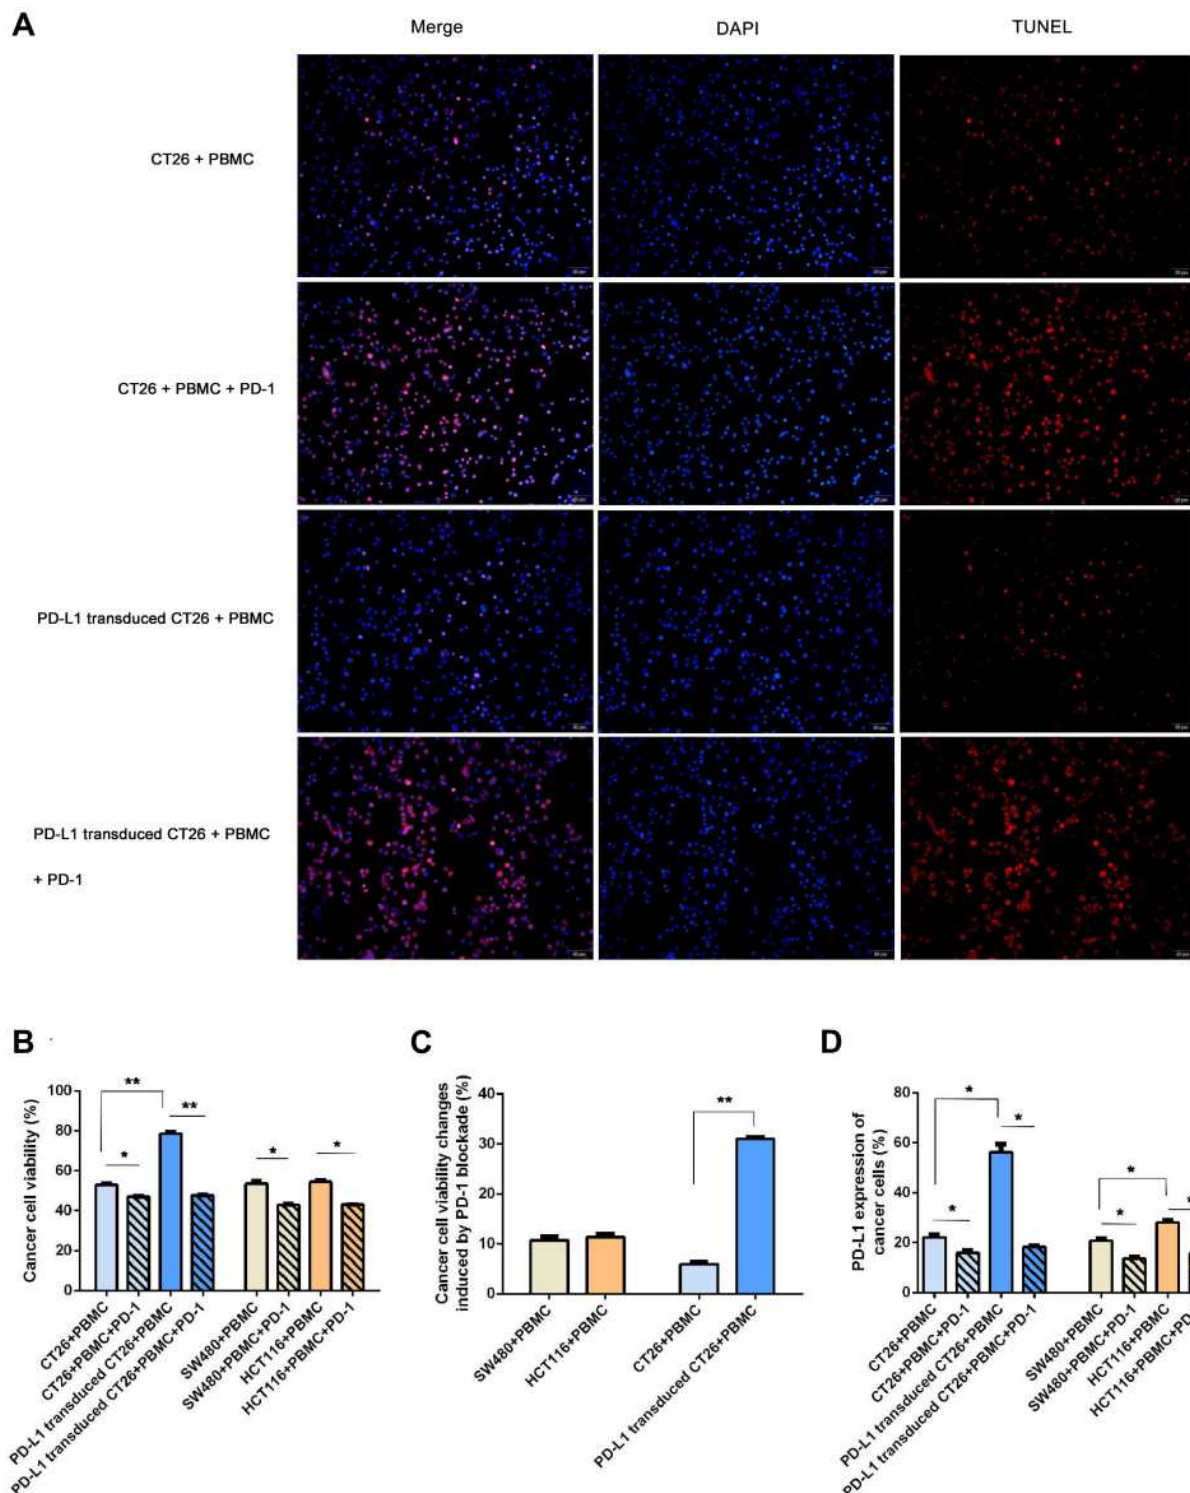 A
Merge
DAPI
TUNEL
CT26 + PBMC
CT26 + PBMC + PD-1
PD-L1 transduced CT26 + PBMC
PD-L1 transduced CT26 + PBMC
+ PD-1
B
Cancer cell viability (%)
100
80
60
40
20
0
**
**
*
*
*
CT26+PBMC
CT26+PBMC+PD-1
PD-L1 transduced CT26+PBMC
PD-L1 transduced CT26+PBMC+PD-1
SW480+PBMC
SW480+PBMC+PD-1
HCT116+PBMC
HCT116+PBMC+PD-1
C
Cancer cell viability changes
induced by PD-1 blockade (%)
40
30
20
10
0
**
SW480+PBMC
HCT116+PBMC
CT26+PBMC
PD-L1 transduced CT26+PBMC
D
PD-L1 expression of
cancer cells (%)
80
60
40
20
0
*
*
*
*
*
*
CT26+PBMC
CT26+PBMC+PD-1
PD-L1 transduced CT26+PBMC
PD-L1 transduced CT26+PBMC+PD-1
SW480+PBMC
SW480+PBMC+PD-1
HCT116+PBMC
HCT116+PBMC+PD